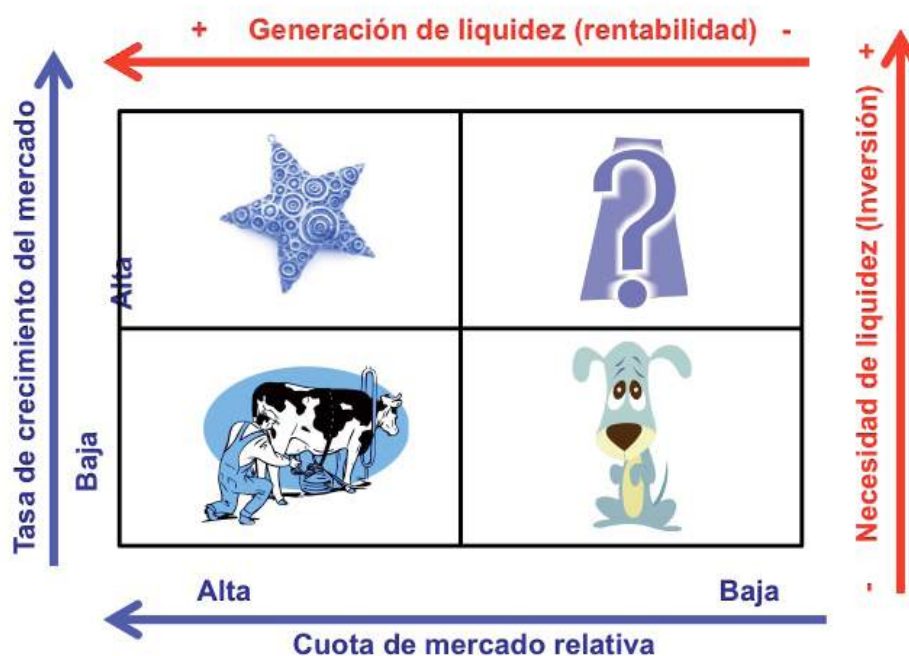 + Generación de liquidez (rentabilidad) -
Tasa de crecimiento del mercado
Alta
Baja
?
- Necesidad de liquidez (Inversión) +
Alta Baja
Cuota de mercado relativa